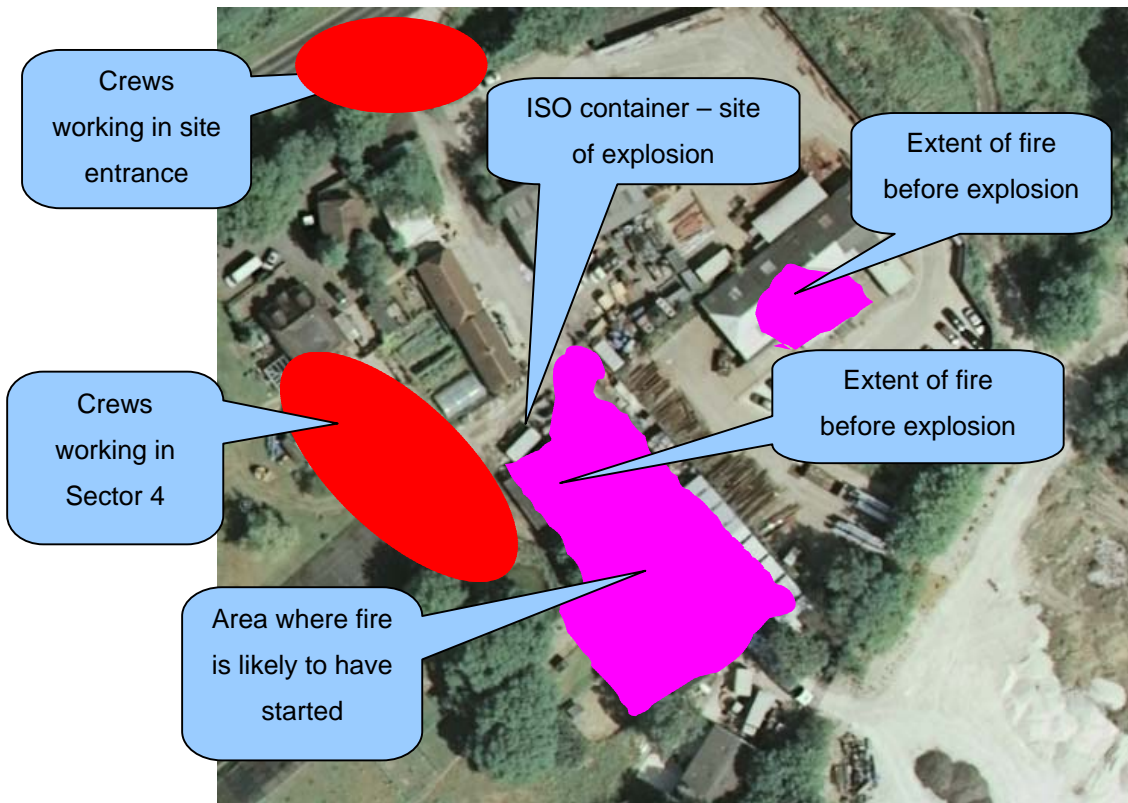 Crews
working in site
entrance
ISO container – site
of explosion
Extent of fire
before explosion
Extent of fire
before explosion
Crews
working in
Sector 4
Area where fire
is likely to have
started